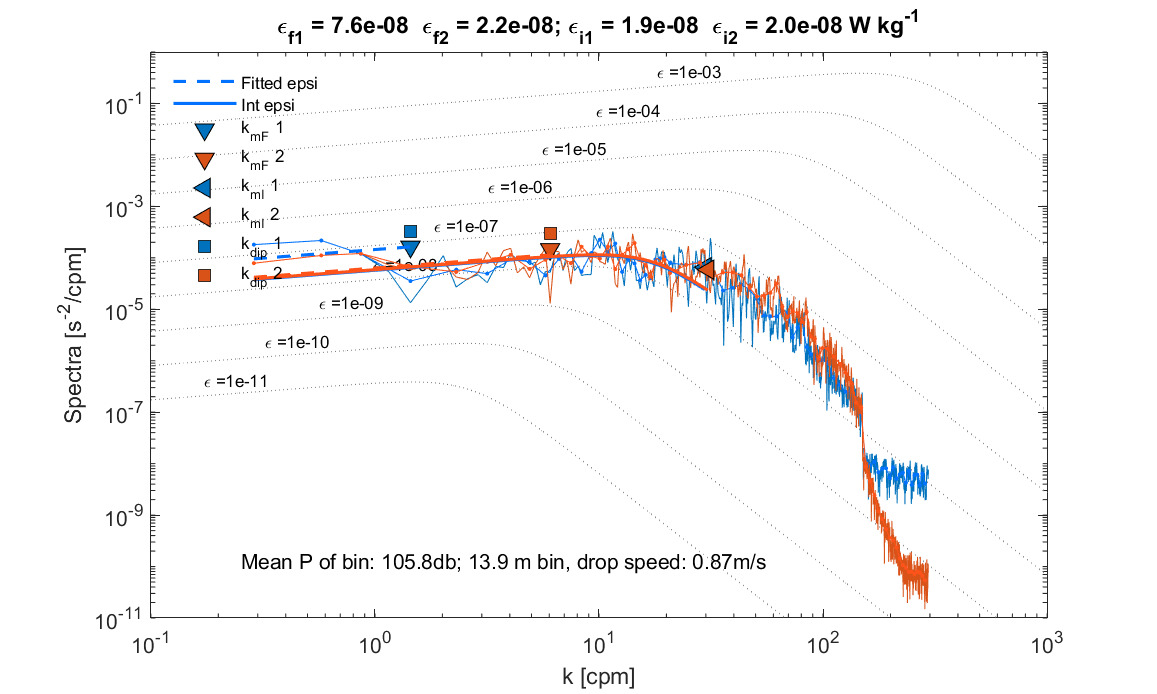 ϵf1 = 7.6e-08 ϵf2 = 2.2e-08; ϵi1 = 1.9e-08 ϵi2 = 2.0e-08 W kg-1
Fitted epsi
Int epsi
kmF 1
kmF 2
kmI 1
kmI 2
kdip 1
kdip 2
ϵ =1e-03
ϵ =1e-04
ϵ =1e-05
ϵ =1e-06
ϵ =1e-07
=1e-08
ϵ =1e-09
ϵ =1e-10
ϵ =1e-11
Mean P of bin: 105.8db; 13.9 m bin, drop speed: 0.87m/s
Spectra [s-2/cpm]
10-1
10-3
10-5
10-7
10-9
10-11
10-1 100 101 102 103
k [cpm]